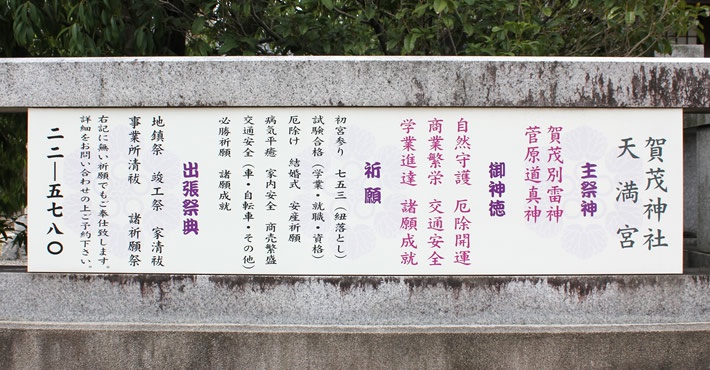 賀茂神社
天満宮
主祭神
賀茂別雷神
菅原道真神
御神徳
自然守護 厄除開運
商業繁栄 交通安全
学業進達 諸願成就
祈願
初宮参り 七五三（紐落とし）
試験合格（学業・就職・資格）
厄除け 結婚式 安産祈願
病気平癒 家内安全 商売繁盛
交通安全（車・自転車・その他）
必勝祈願 諸願成就
出張祭典
地鎮祭 竣工祭 家清祓
事業所清祓 諸祈願祭
右記に無い祈願でもご奉仕致します。
詳細をお問い合わせの上ご予約下さい。
二二―五七八〇